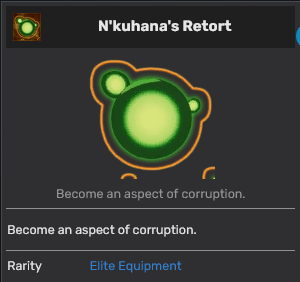 N'kuhana's Retort
Become an aspect of corruption.
Become an aspect of corruption.
Rarity Elite Equipment